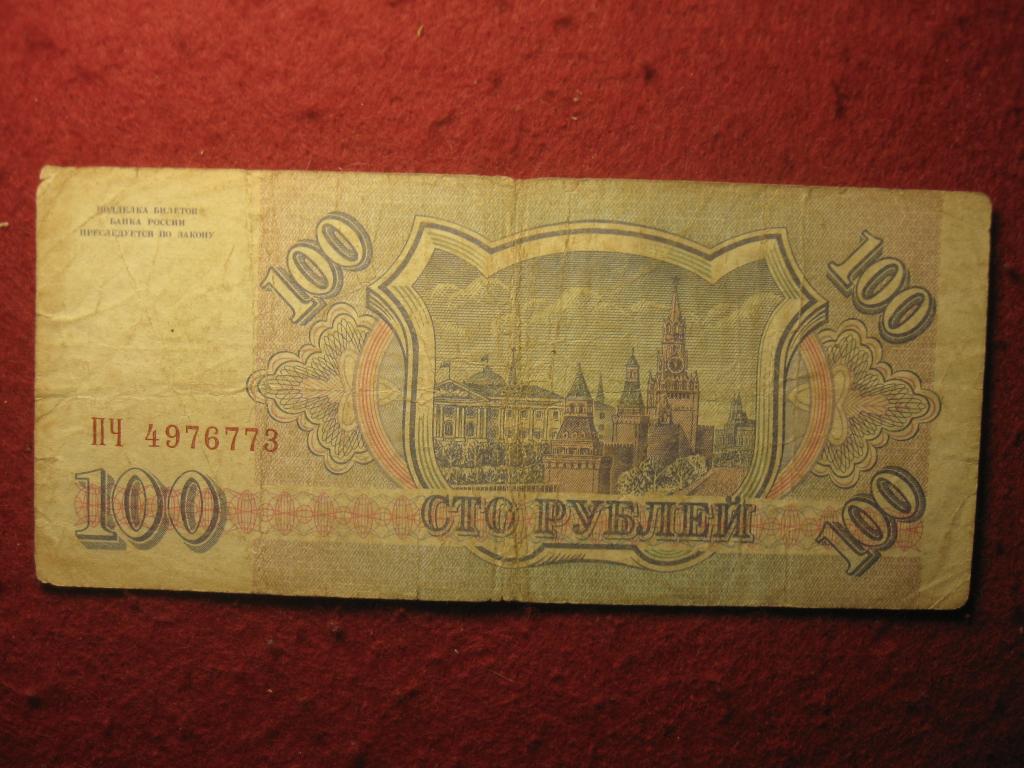 ПОДДЕЛКА БИЛЕТОВ
БАНКА РОССИИ
ПРЕСЛЕДУЕТСЯ ПО ЗАКОНУ
100
100
ПЧ 4976773
100
СТО РУБЛЕЙ
100